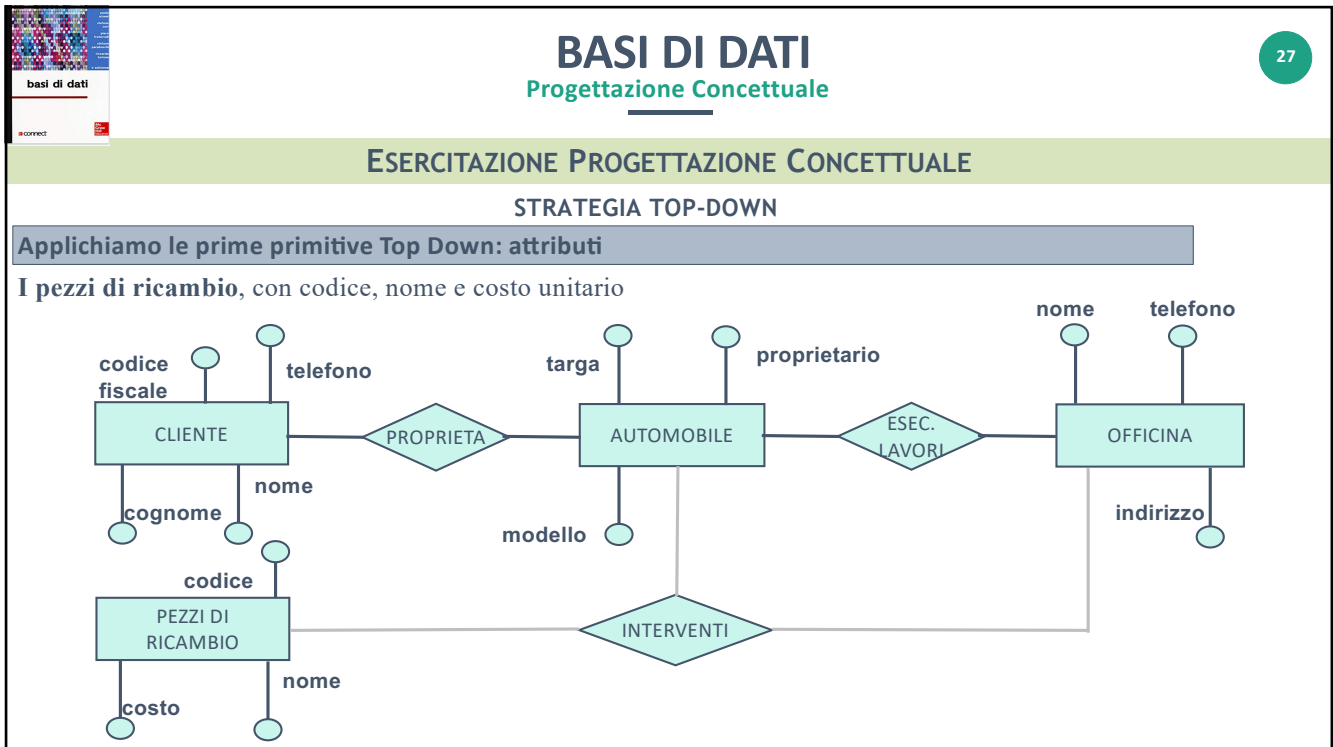 basi di dati
connect
BASI DI DATI
Progettazione Concettuale
27
ESERCITAZIONE PROGETTAZIONE CONCETTUALE
STRATEGIA TOP-DOWN
Applichiamo le prime primitive Top Down: attributi
I pezzi di ricambio, con codice, nome e costo unitario
nome
telefono
codice
fiscale
telefono
targa
proprietario
CLIENTE
PROPRIETA
AUTOMOBILE
ESEC.
LAVORI
OFFICINA
nome
cognome
modello
indirizzo
codice
PEZZI DI
RICAMBIO
INTERVENTI
nome
costo